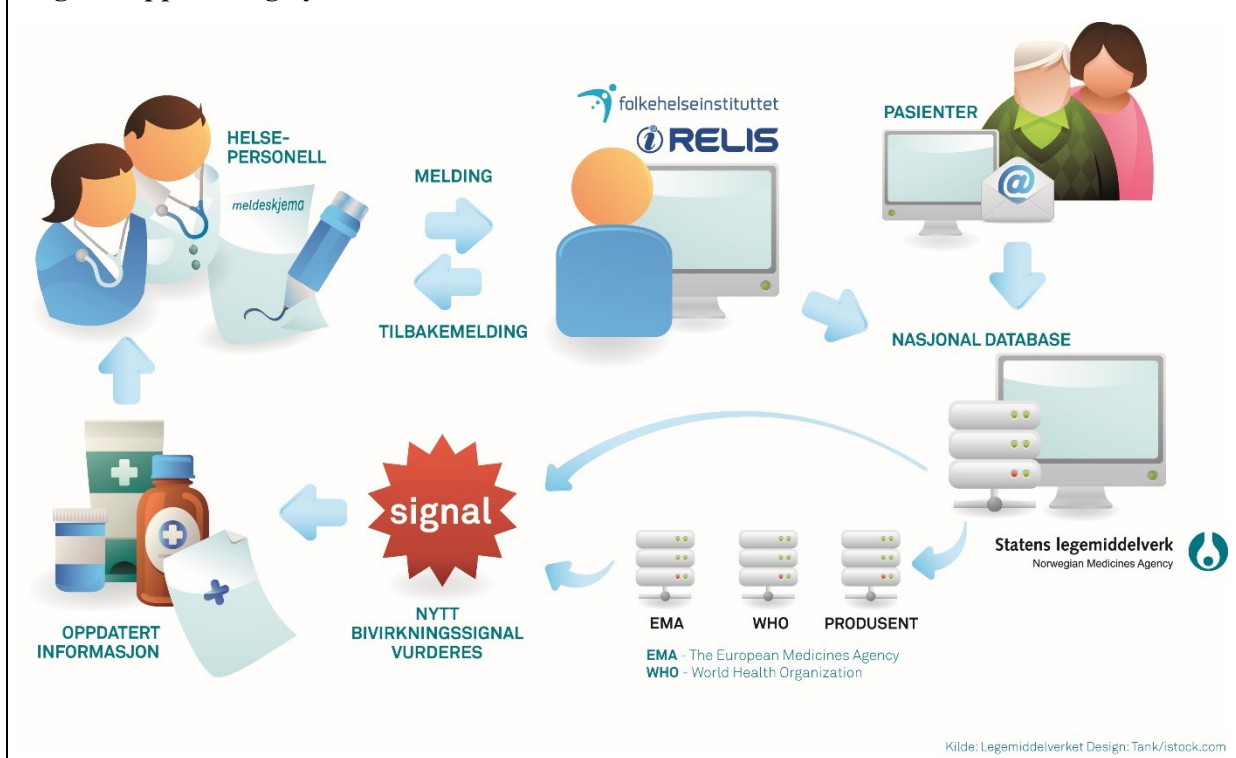 HELSE-
PERSONELL
meldeskjema
MELDING
TILBAKEMELDING
folkehelseinstituttet
i RELIS
PASIENTER
@
NASJONAL DATABASE
Statens legemiddelverk
Norwegian Medicines Agency
EMA
WHO
PRODUSENT
EMA - The European Medicines Agency
WHO - World Health Organization
signal
NYTT
BIVIRKNINGSSIGNAL
VURDERES
OPPDATERT
INFORMASJON
Kilde: Legemiddelverket Design: Tank/istock.com